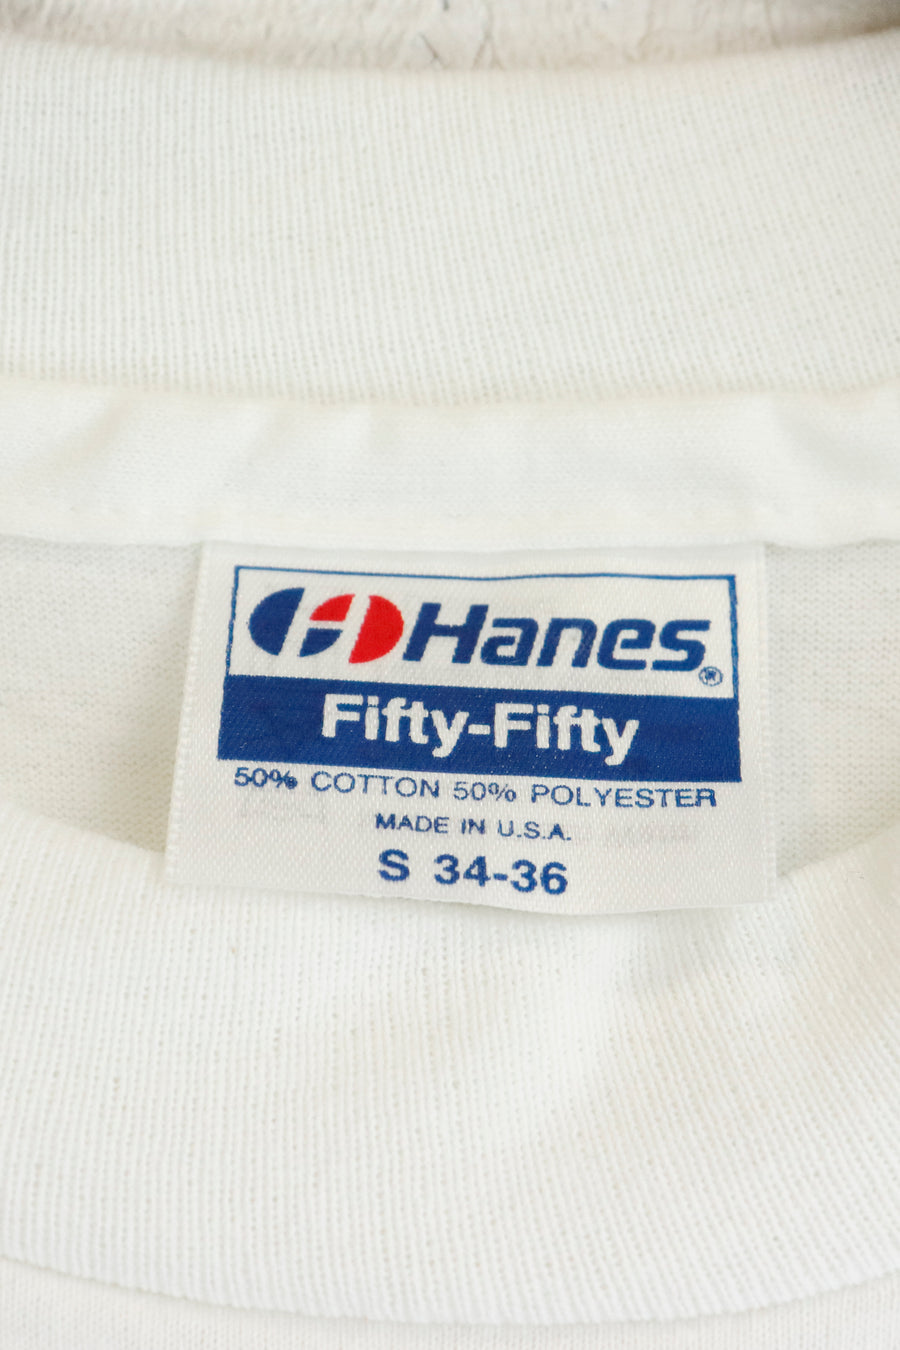 Hanes®
Fifty-Fifty
50% COTTON 50% POLYESTER
MADE IN U.S.A.
S 34-36